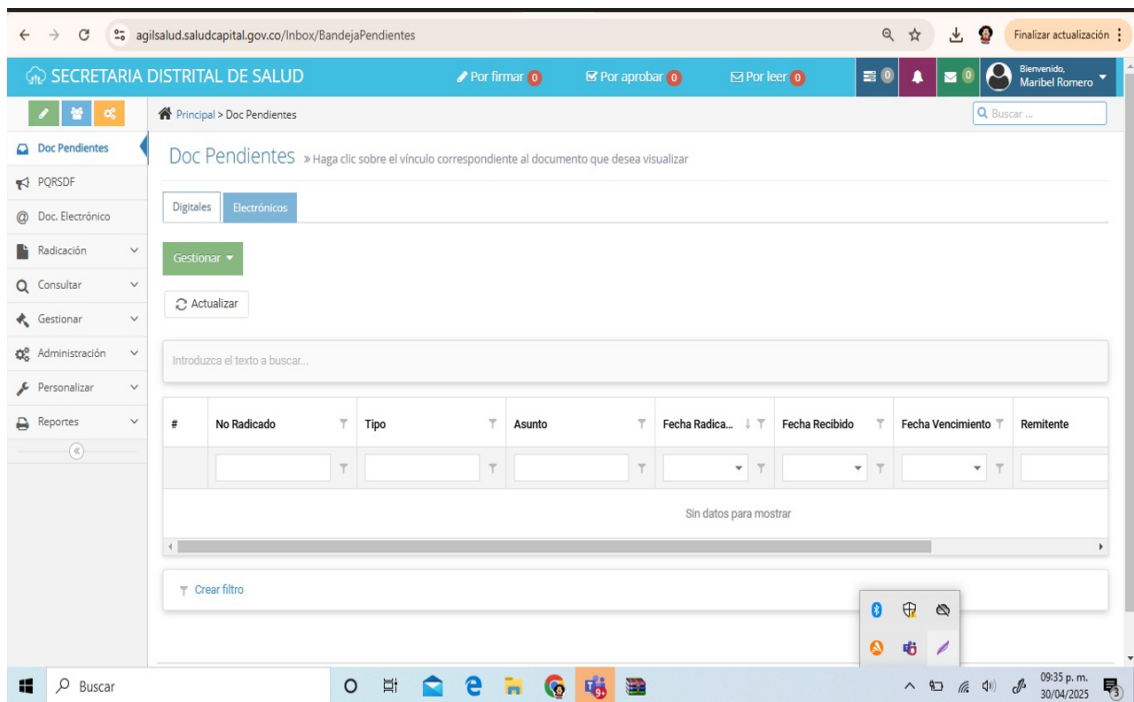 agilsalud.saludcapital.gov.co/Inbox/BandejaPendientes
Finalizar actualización
SECRETARIA DISTRITAL DE SALUD
Por firmar 0
Por aprobar 0
Por leer 0
0
0
Bienvenido,
Maribel Romero
Principal > Doc Pendientes
Buscar ...
Doc Pendientes
PQRSDF
Doc. Electrónico
Radicación
Consultar
Gestionar
Administración
Personalizar
Reportes
Doc Pendientes » Haga clic sobre el vínculo correspondiente al documento que desea visualizar
Digitales
Electrónicos
Gestionar
Actualizar
Introduzca el texto a buscar...
# No Radicado Tipo Asunto Fecha Radica... Fecha Recibido Fecha Vencimiento Remitente
Sin datos para mostrar
Crear filtro
Buscar
9+
09:35 p. m.
30/04/2025
3